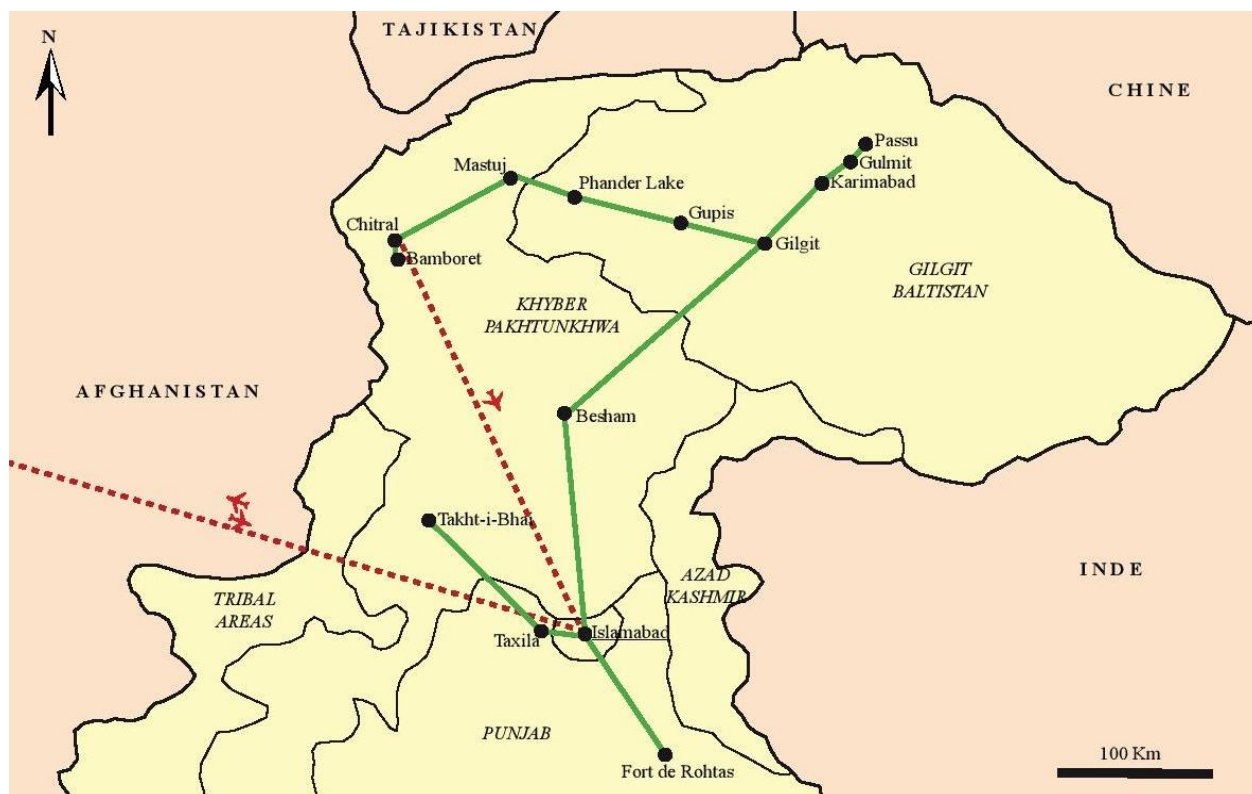 TAJIKISTAN
N
CHINE
Passu
Gulmit
Mastuj
Karimabad
Phander Lake
Gupis
Chitral
Gilgit
Bamboret
GILGIT
BALTISTAN
KHYBER
PAKHTUNKHWA
AFGHANISTAN
Besham
Takht-i-Bhai
INDE
AZAD
KASHMIR
TRIBAL
AREAS
Islamabad
Taxila
PUNJAB
100 Km
Fort de Rohtas